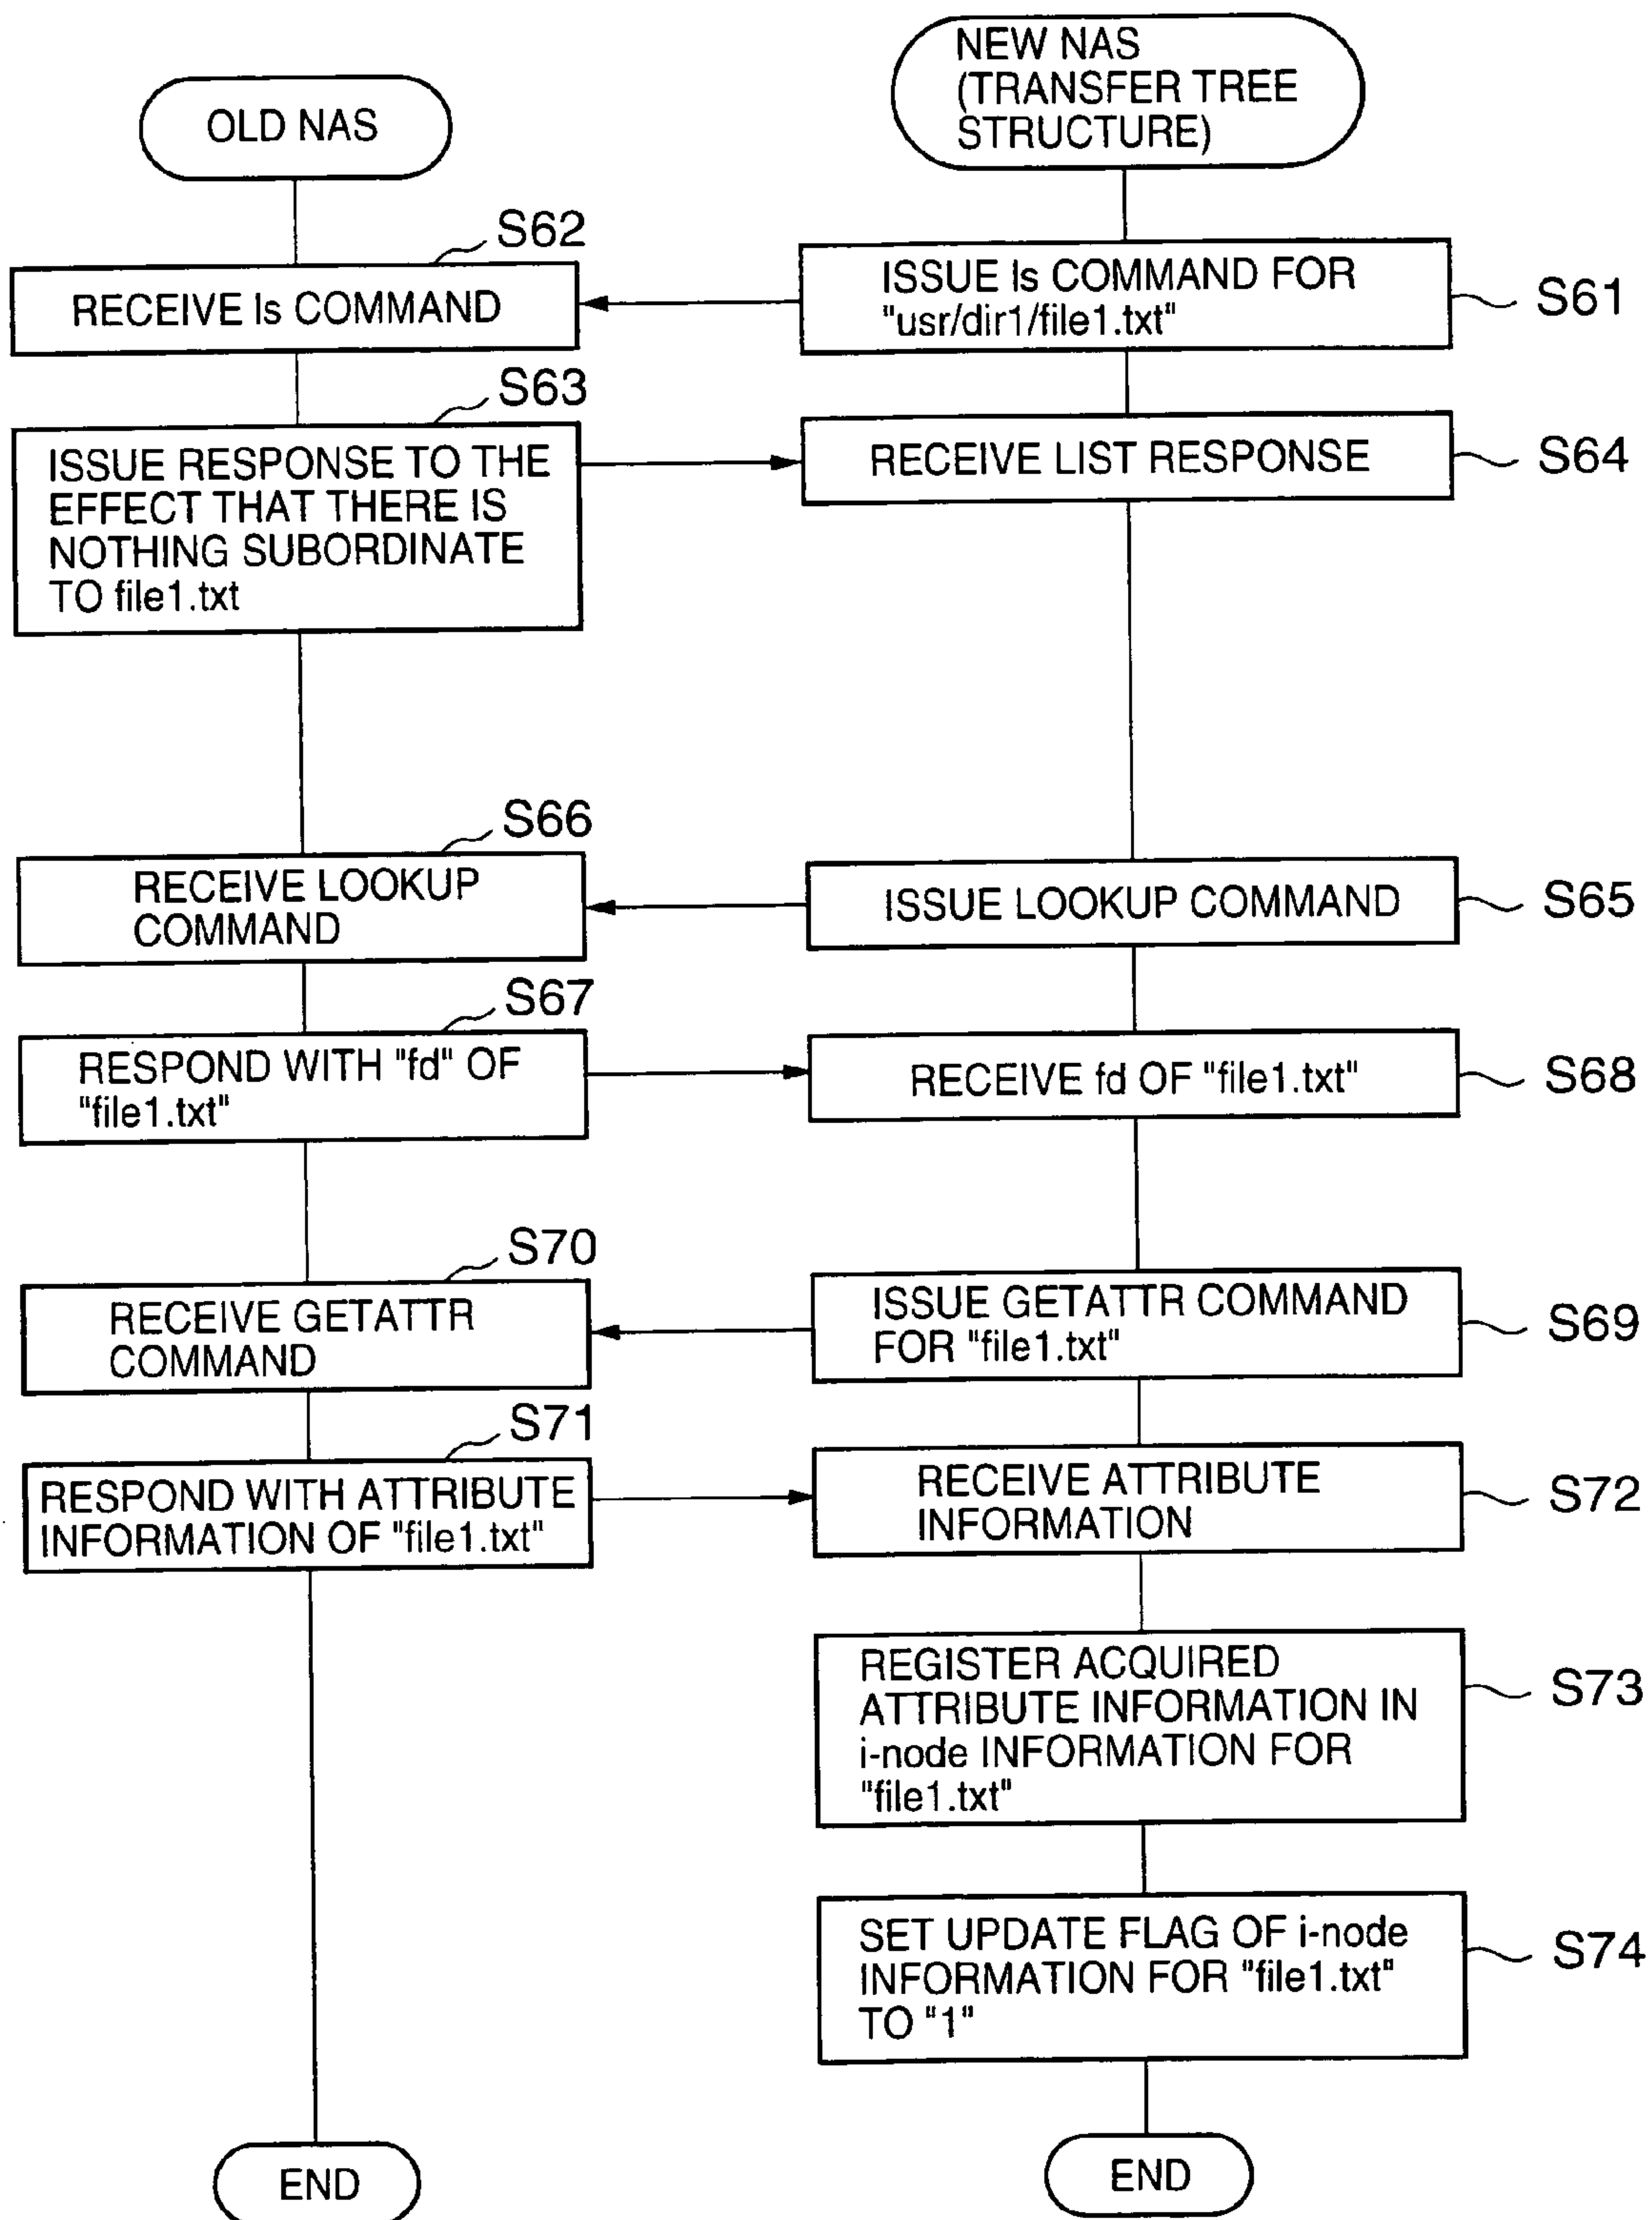 OLD NAS
NEW NAS
(TRANSFER TREE
STRUCTURE)
S62
RECEIVE ls COMMAND
ISSUE ls COMMAND FOR
"usr/dir1/file1.txt"
S61
S63
ISSUE RESPONSE TO THE
EFFECT THAT THERE IS
NOTHING SUBORDINATE
TO file1.txt
RECEIVE LIST RESPONSE
S64
S66
RECEIVE LOOKUP
COMMAND
ISSUE LOOKUP COMMAND
S65
S67
RESPOND WITH "fd" OF
"file1.txt"
RECEIVE fd OF "file1.txt"
S68
S70
RECEIVE GETATTR
COMMAND
ISSUE GETATTR COMMAND
FOR "file1.txt"
S69
S71
RESPOND WITH ATTRIBUTE
INFORMATION OF "file1.txt"
RECEIVE ATTRIBUTE
INFORMATION
S72
REGISTER ACQUIRED
ATTRIBUTE INFORMATION IN
i-node INFORMATION FOR
"file1.txt"
S73
SET UPDATE FLAG OF i-node
INFORMATION FOR "file1.txt"
TO "1"
S74
END
END